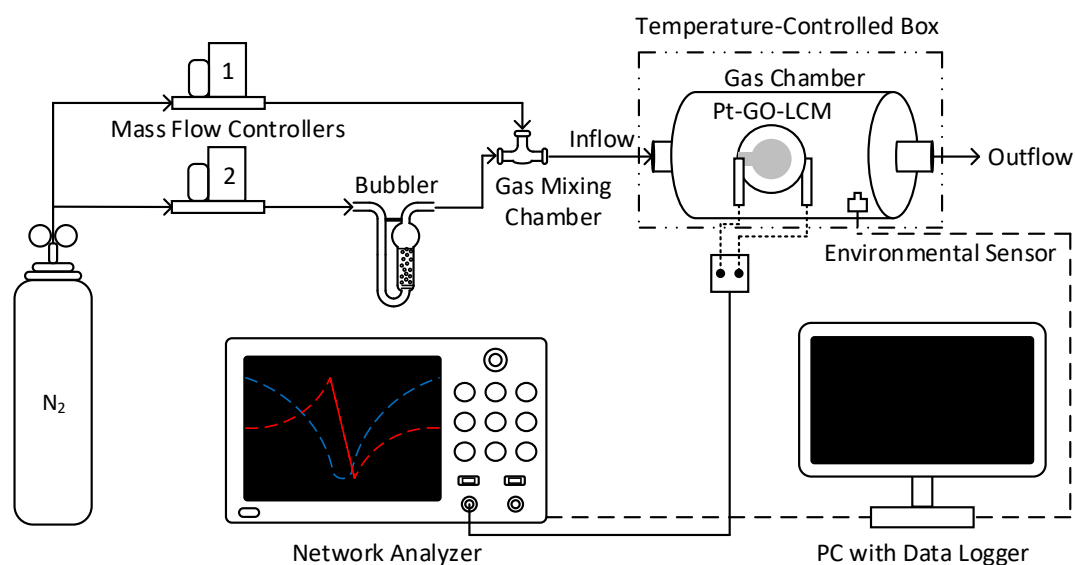 Temperature-Controlled Box
1
Gas Chamber
Mass Flow Controllers
Pt-GO-LCM
Inflow
Outflow
2
Bubbler
Gas Mixing
Chamber
Environmental Sensor
N₂
Network Analyzer
PC with Data Logger